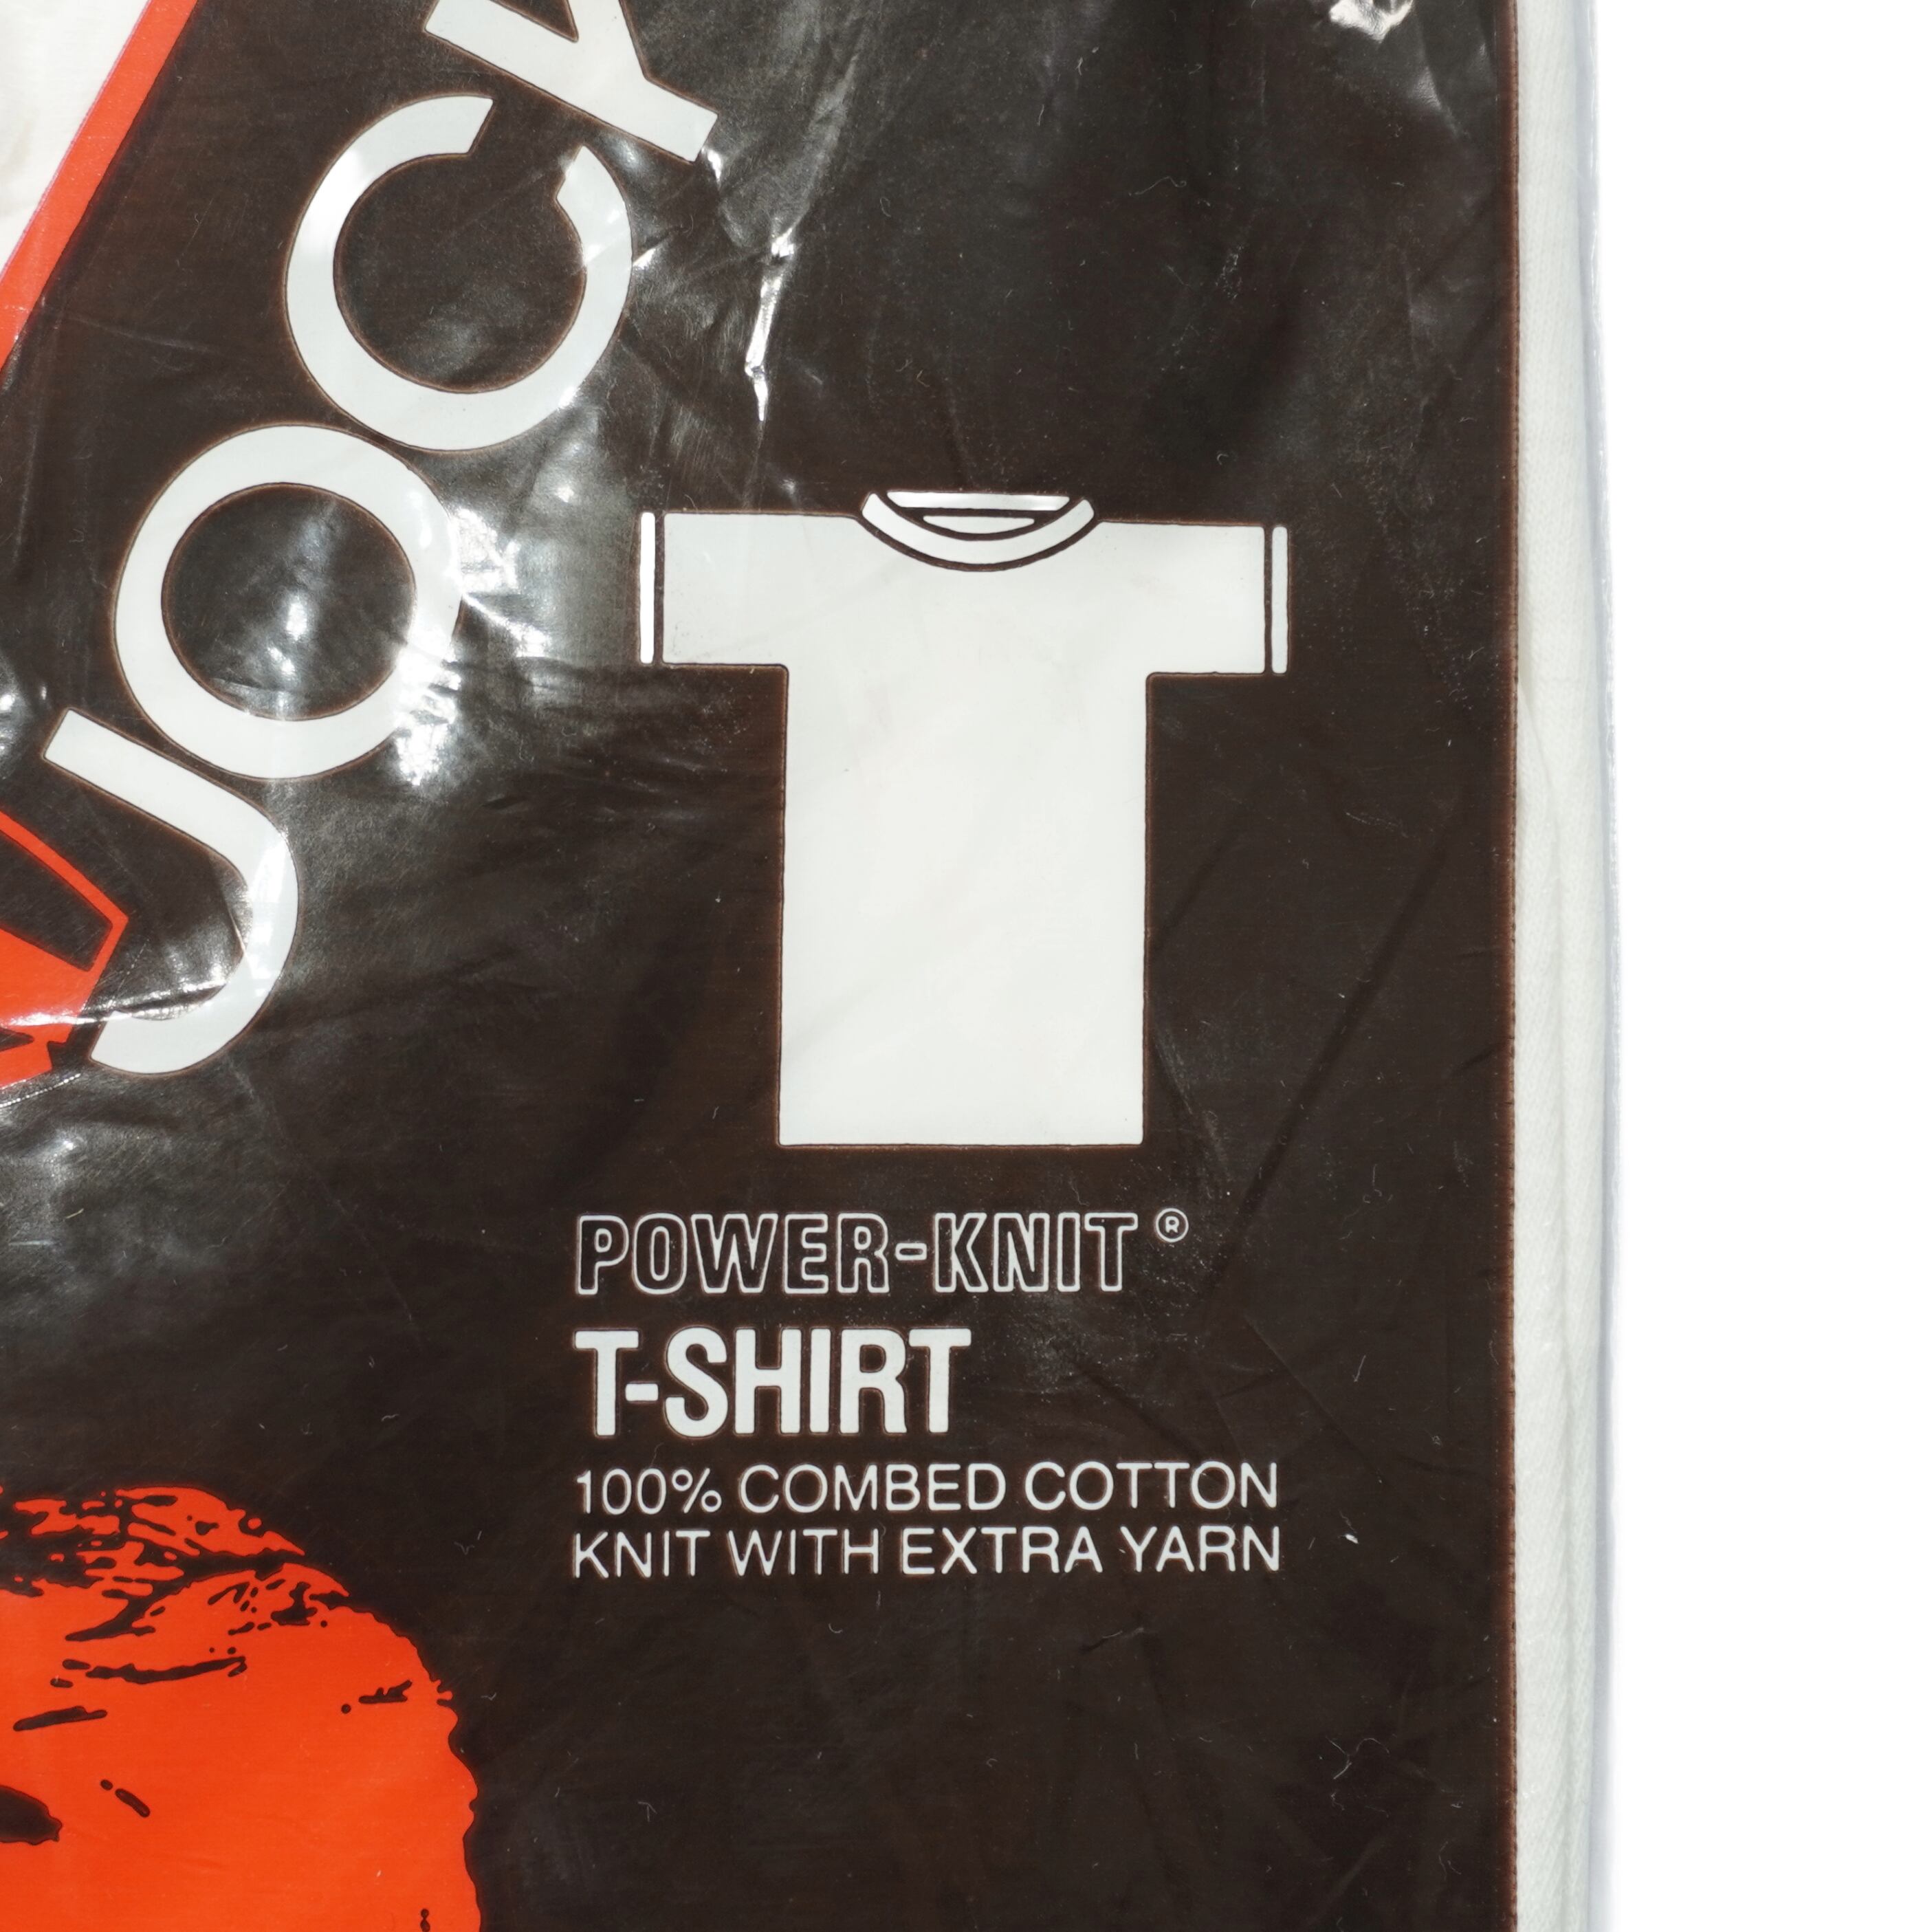 JOCK
POWER-KNIT®
T-SHIRT
100% COMBED COTTON
KNIT WITH EXTRA YARN